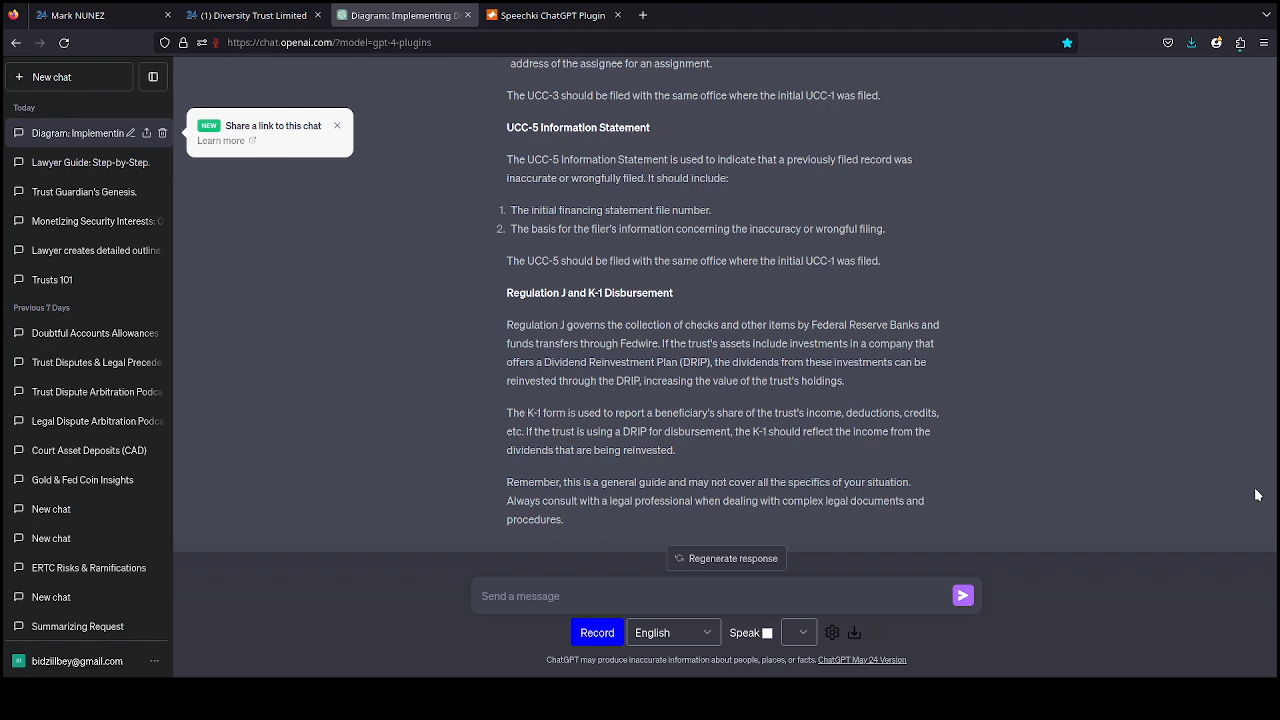 Mark NUNEZ
(1) Diversity Trust Limited
Diagram: Implementing D
Speechki ChatGPT Plugin
https://chat.openai.com/?model=gpt-4-plugins
New chat
Today
Diagram: Implementin
Lawyer Guide: Step-by-Step.
Trust Guardian's Genesis.
Monetizing Security Interests:
Lawyer creates detailed outline
Trusts 101
Previous 7 Days
Doubtful Accounts Allowances
Trust Disputes & Legal Precede
Trust Dispute Arbitration Podca
Legal Dispute Arbitration Podca
Court Asset Deposits (CAD)
Gold & Fed Coin Insights
New chat
New chat
ERTC Risks & Ramifications
New chat
Summarizing Request
bidziillbey@gmail.com
NEW Share a link to this chat
Learn more
address of the assignee for an assignment.
The UCC-3 should be filed with the same office where the initial UCC-1 was filed.
UCC-5 Information Statement
The UCC-5 Information Statement is used to indicate that a previously filed record was
inaccurate or wrongfully filed. It should include:
1. The initial financing statement file number.
2. The basis for the filer's information concerning the inaccuracy or wrongful filing.
The UCC-5 should be filed with the same office where the initial UCC-1 was filed.
Regulation J and K-1 Disbursement
Regulation J governs the collection of checks and other items by Federal Reserve Banks and
funds transfers through Fedwire. If the trust's assets include investments in a company that
offers a Dividend Reinvestment Plan (DRIP), the dividends from these investments can be
reinvested through the DRIP, increasing the value of the trust's holdings.
The K-1 form is used to report a beneficiary's share of the trust's income, deductions, credits,
etc. If the trust is using a DRIP for disbursement, the K-1 should reflect the income from the
dividends that are being reinvested.
Remember, this is a general guide and may not cover all the specifics of your situation.
Always consult with a legal professional when dealing with complex legal documents and
procedures.
Regenerate response
Send a message
Record English Speak
ChatGPT may produce inaccurate information about people, places, or facts. ChatGPT May 24 Version